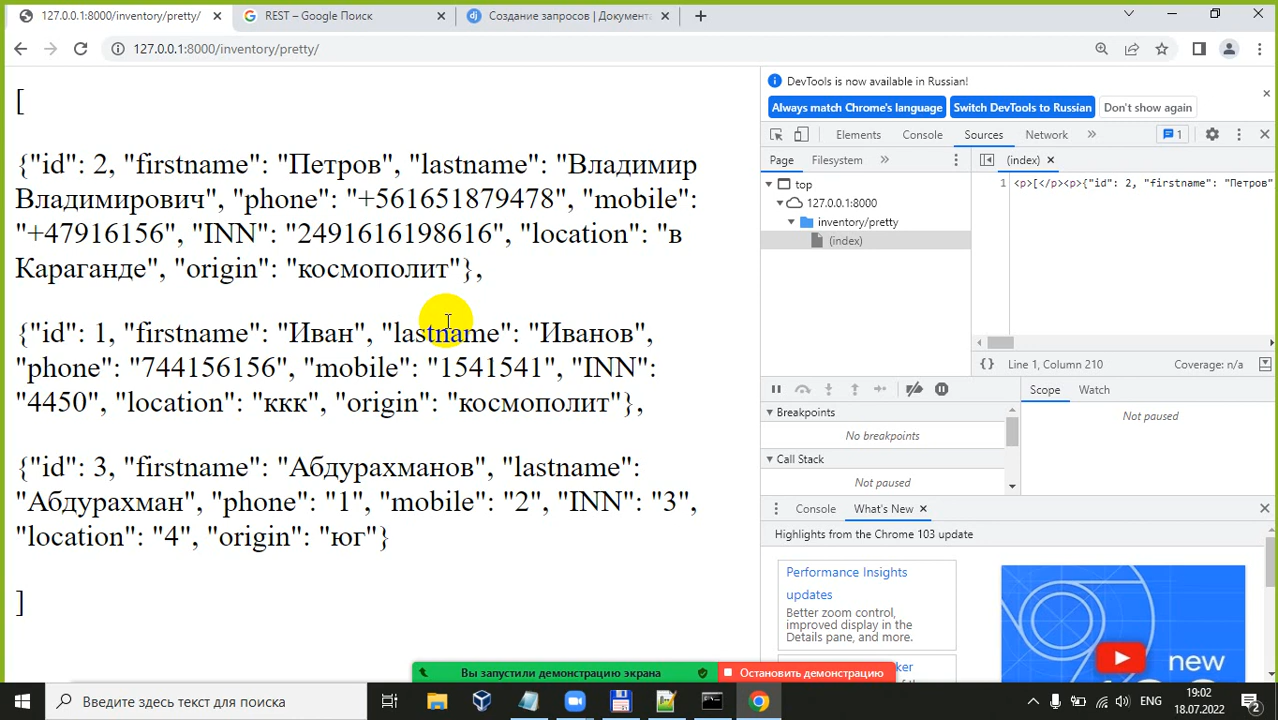 127.0.0.1:8000/inventory/pretty/
REST – Google Поиск
Создание запросов | Документ
127.0.0.1:8000/inventory/pretty/
[
{"id": 2, "firstname": "Петров", "lastname": "Владимир
Владимирович", "phone": "+561651879478", "mobile":
"+47916156", "INN": "2491616198616", "location": "в
Караганде", "origin": "космополит"},
{"id": 1, "firstname": "Иван", "lastname": "Иванов",
"phone": "744156156", "mobile": "1541541", "INN":
"4450", "location": "ккк", "origin": "космополит"},
{"id": 3, "firstname": "Абдурахманов", "lastname":
"Абдурахман", "phone": "1", "mobile": "2", "INN": "3",
"location": "4", "origin": "юг"}
]
DevTools is now available in Russian!
Always match Chrome's language
Switch DevTools to Russian
Don't show again
Elements
Console
Sources
Network
1
Page
Filesystem
(index)
top
127.0.0.1:8000
inventory/pretty
(index)
1 <p>[</p><p>{"id": 2, "firstname": "Петров"
{} Line 1, Column 210
Coverage: n/a
Scope
Watch
Not paused
Breakpoints
No breakpoints
Call Stack
Not paused
Console
What's New
Highlights from the Chrome 103 update
Performance Insights
updates
Better zoom control,
improved display in the
Details pane, and more.
new
Вы запустили демонстрацию экрана
Остановить демонстрацию
Введите здесь текст для поиска
ENG
19:02
18.07.2022
2